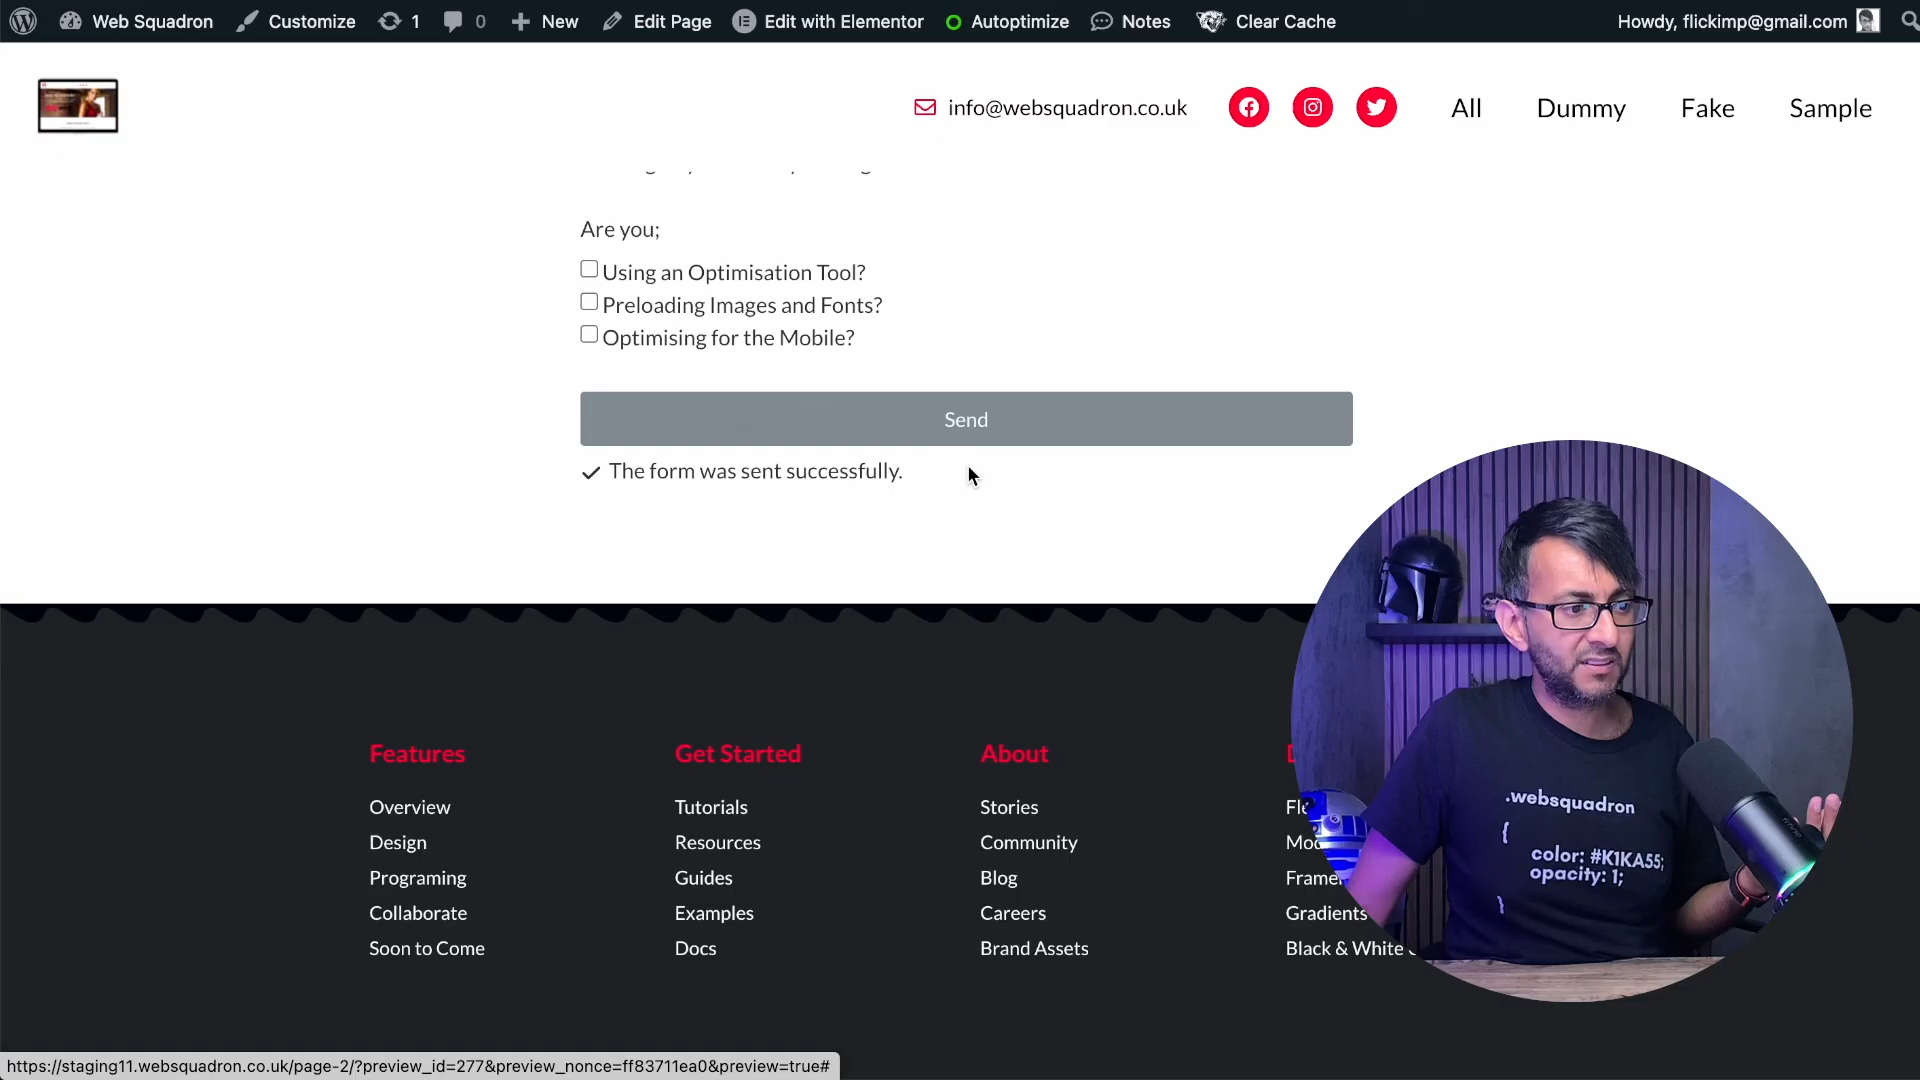 Web Squadron Customize 1 0 New Edit Page Edit with Elementor Autoptimize Notes Clear Cache Howdy, flickimp@gmail.com
info@websquadron.co.uk All Dummy Fake Sample
Are you;
Using an Optimisation Tool?
Preloading Images and Fonts?
Optimising for the Mobile?
Send
The form was sent successfully.
Features Get Started About
Overview Tutorials Stories
Design Resources Community
Programing Guides Blog
Collaborate Examples Careers Gradients
Soon to Come Docs Brand Assets Black & White
.websquadron
{
color: #K1KA55;
opacity: 1;
}
https://staging11.websquadron.co.uk/page-2/?preview_id=277&preview_nonce=ff83711ea0&preview=true#